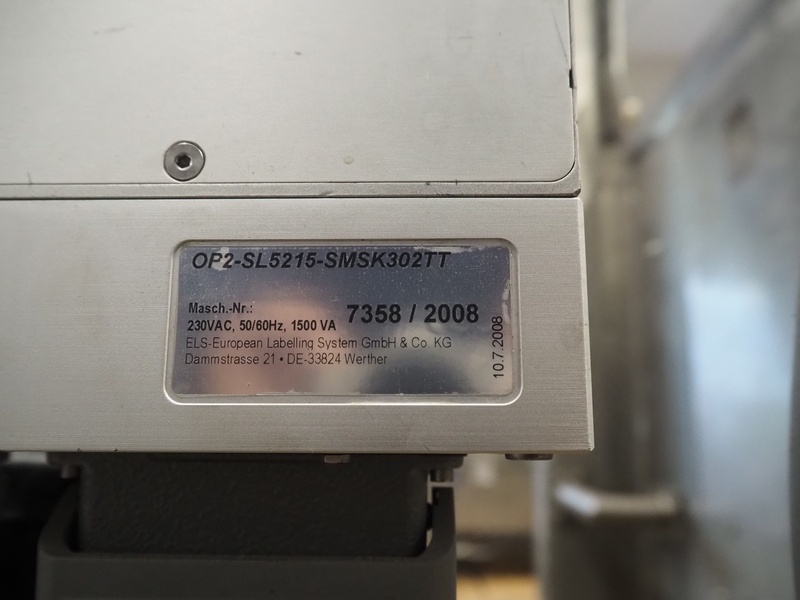 OP2-SL5215-SMSK302TT
Masch.-Nr.: 7358 / 2008
230VAC, 50/60Hz, 1500 VA
ELS-European Labelling System GmbH & Co. KG
Dammstrasse 21 • DE-33824 Werther
10.7.2008